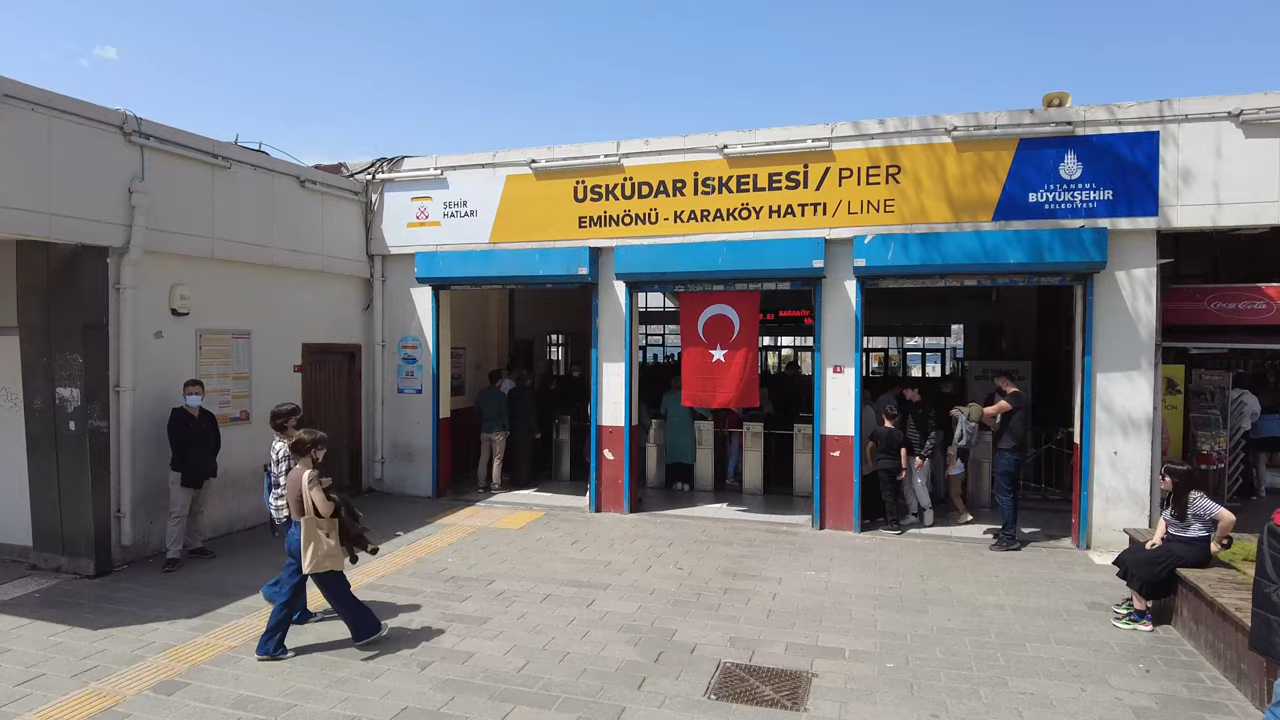 ŞEHİR
HATLARI
ÜSKÜDAR İSKELESİ / PIER
EMİNÖNÜ - KARAKÖY HATTI / LINE
İSTANBUL
BÜYÜKŞEHİR
BELEDİYESİ
KARAKÖY
Coca-Cola